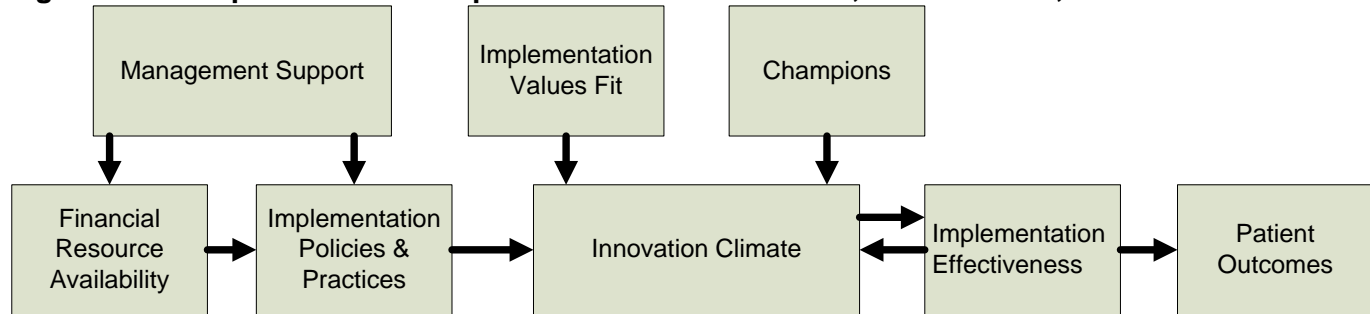 Management Support
Implementation
Values Fit
Champions
Financial
Resource
Availability
Implementation
Policies &
Practices
Innovation Climate
Implementation
Effectiveness
Patient
Outcomes